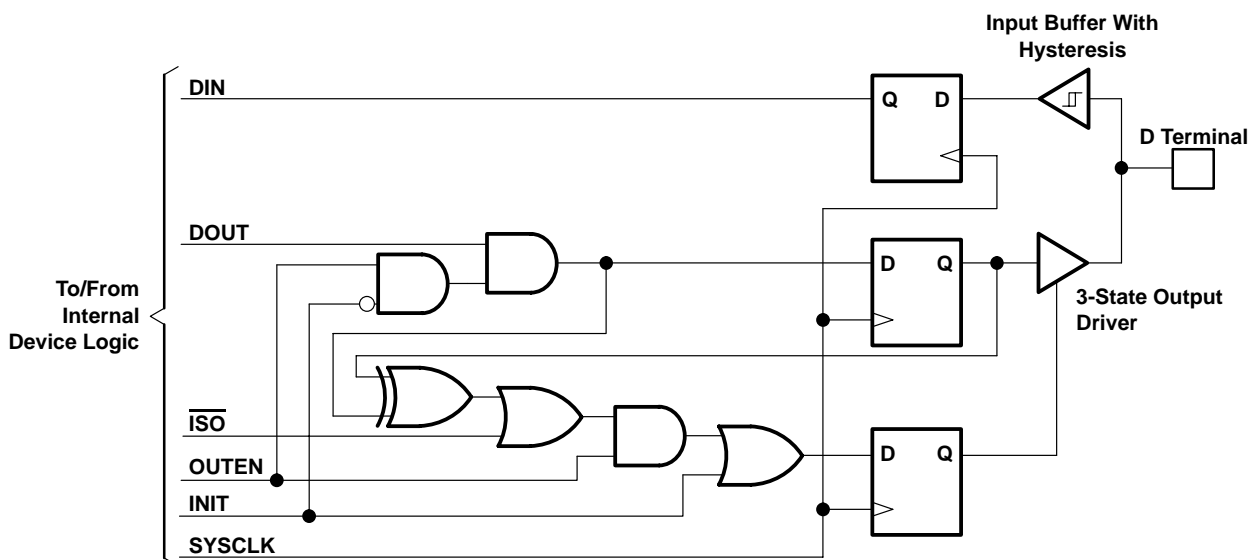 Input Buffer With
Hysteresis
DIN
Q D
D Terminal
DOUT
D Q
To/From
Internal
Device Logic
3-State Output
Driver
ISO
OUTEN
D Q
INIT
SYSCLK